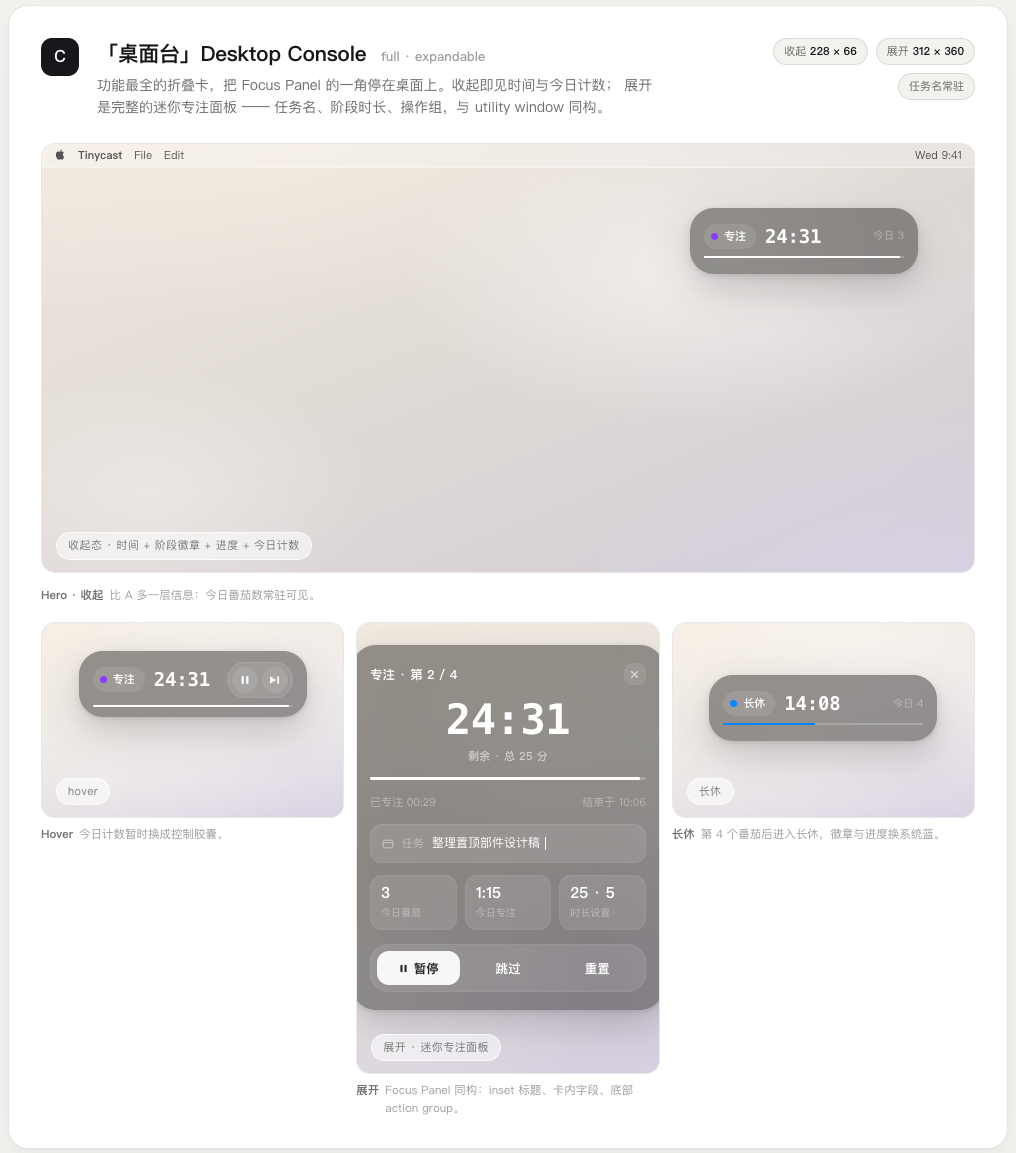 C
「桌面台」Desktop Console full · expandable
收起 228 × 66
展开 312 × 360
任务名常驻
功能最全的折叠卡，把 Focus Panel 的一角停在桌面上。收起即见时间与今日计数； 展开
是完整的迷你专注面板 —— 任务名、阶段时长、操作组，与 utility window 同构。
Tinycast File Edit
Wed 9:41
专注 24:31 今日 3
收起态 · 时间 + 阶段徽章 + 进度 + 今日计数
Hero · 收起 比 A 多一层信息：今日番茄数常驻可见。
专注 24:31
hover
Hover 今日计数暂时换成控制胶囊。
专注 · 第 2 / 4
24:31
剩余 · 总 25 分
已专注 00:29 结束于 10:06
任务 整理置顶部件设计稿
3 1:15 25 · 5
今日番茄 今日专注 时长设置
暂停 跳过 重置
展开 · 迷你专注面板
展开 Focus Panel 同构：inset 标题、卡内字段、底部
action group。
长休 14:08 今日 4
长休
长休 第 4 个番茄后进入长休，徽章与进度换系统蓝。